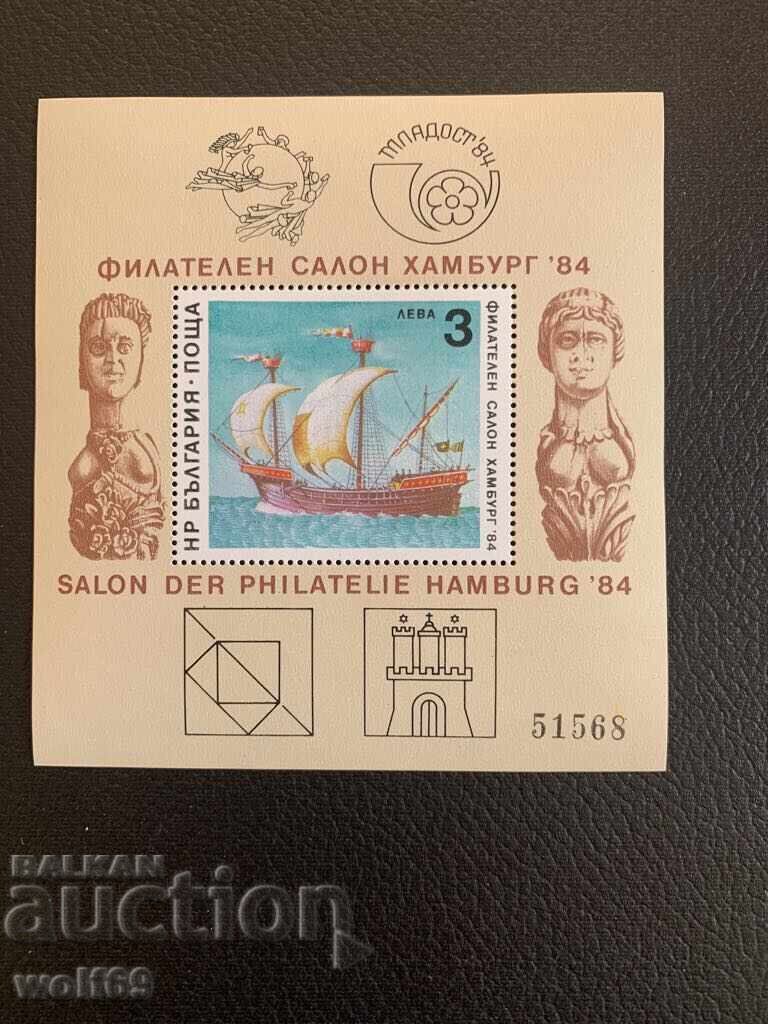 МЛАДОСТ'84
ФИЛАТЕЛЕН САЛОН ХАМБУРГ '84
НР БЪЛГАРИЯ · ПОЩА
ЛЕВА 3
ФИЛАТЕЛЕН САЛОН ХАМБУРГ '84
SALON DER PHILATELIE HAMBURG '84
51568
BALKAN
auction
wolf69